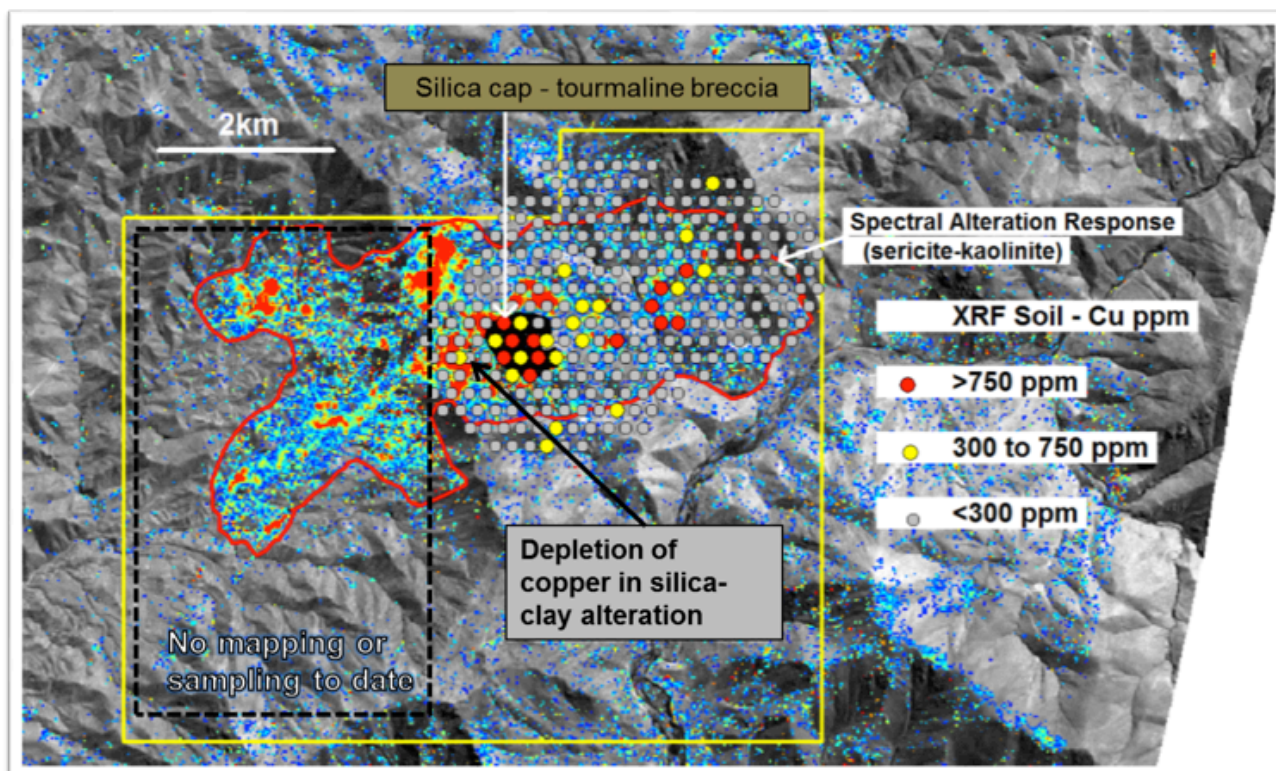 Silica cap - tourmaline breccia
2km
Spectral Alteration Response
(sericite-kaolinite)
XRF Soil - Cu ppm
>750 ppm
300 to 750 ppm
<300 ppm
Depletion of
copper in silica-
clay alteration
No mapping or
sampling to date